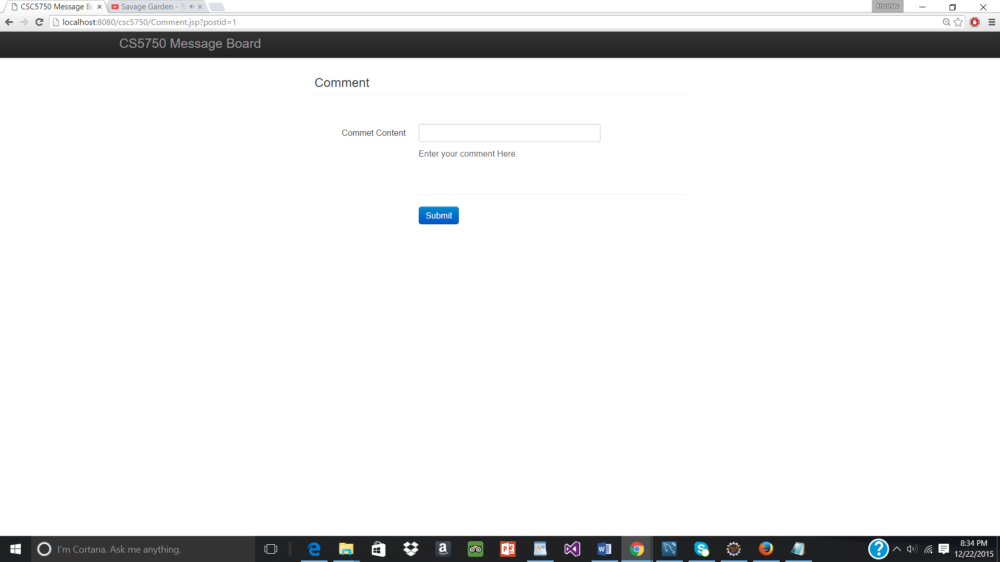 CSC5750 Message Bo
Savage Garden - Tr
Khushbu
localhost:8080/csc5750/Comment.jsp?postid=1
CS5750 Message Board
Comment
Commet Content
Enter your comment Here.
Submit
I'm Cortana. Ask me anything.
8:34 PM
12/22/2015